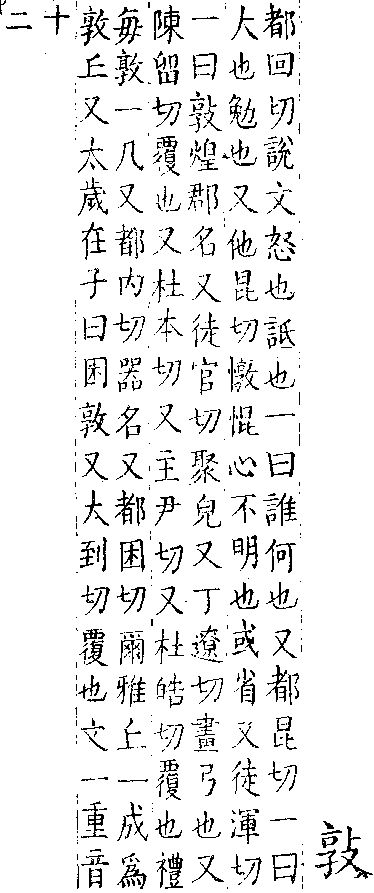 敦
都回切說文怒也詆也一曰誰何也又都昆切一曰
大也勉也又他昆切憞惃心不明也或省又徒渾切
一曰敦煌郡名又徒官切聚皃又丁遼切畫弓也又
陳留切覆也又杜本切又主尹切又杜皓切覆也禮
每敦一几又都內切器名又都困切爾雅丘一成爲
敦丘又太歲在子曰困敦又大到切覆也文一重音
十二